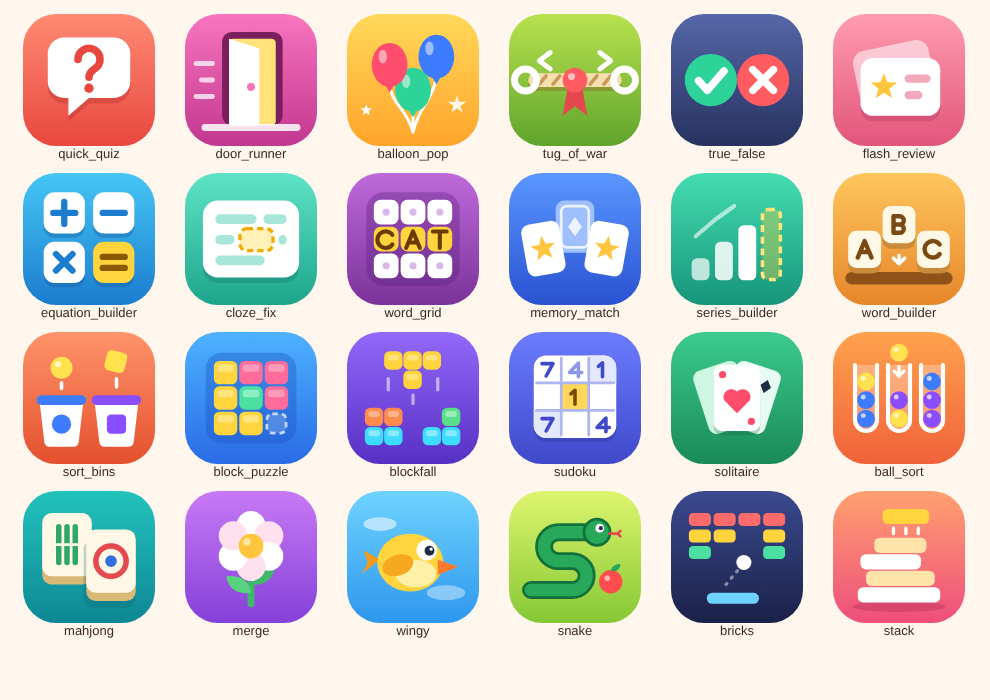 ?
quick_quiz door_runner balloon_pop tug_of_war true_false flash_review
CAT
A B C
equation_builder cloze_fix word_grid memory_match series_builder word_builder
7 4 1
1
7 4
sort_bins block_puzzle blockfall sudoku solitaire ball_sort
mahjong merge wingy snake bricks stack